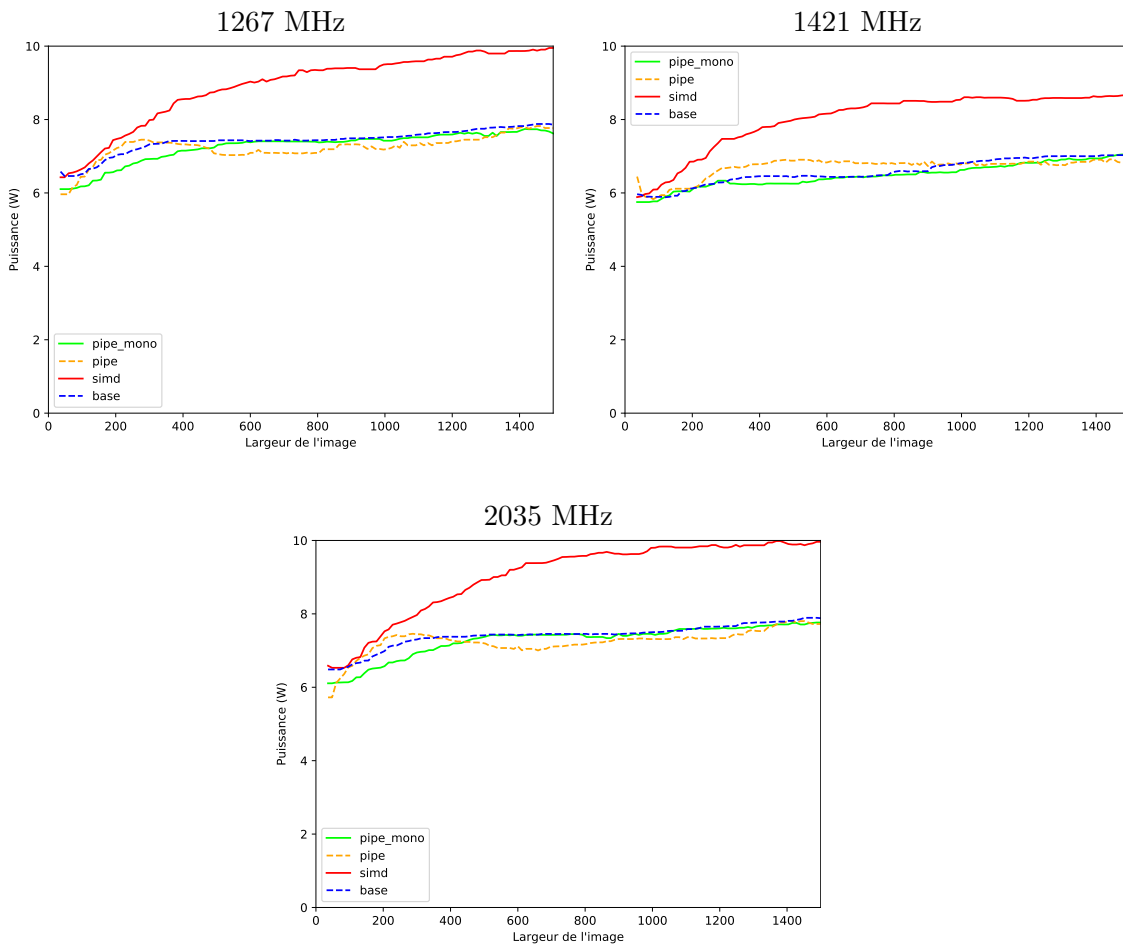 1267 MHz
10
8
6
4
2
0
Puissance (W)
pipe_mono
pipe
simd
base
0 200 400 600 800 1000 1200 1400
Largeur de l'image
1421 MHz
10
8
6
4
2
0
Puissance (W)
pipe_mono
pipe
simd
base
0 200 400 600 800 1000 1200 1400
Largeur de l'image
2035 MHz
10
8
6
4
2
0
Puissance (W)
pipe_mono
pipe
simd
base
0 200 400 600 800 1000 1200 1400
Largeur de l'image